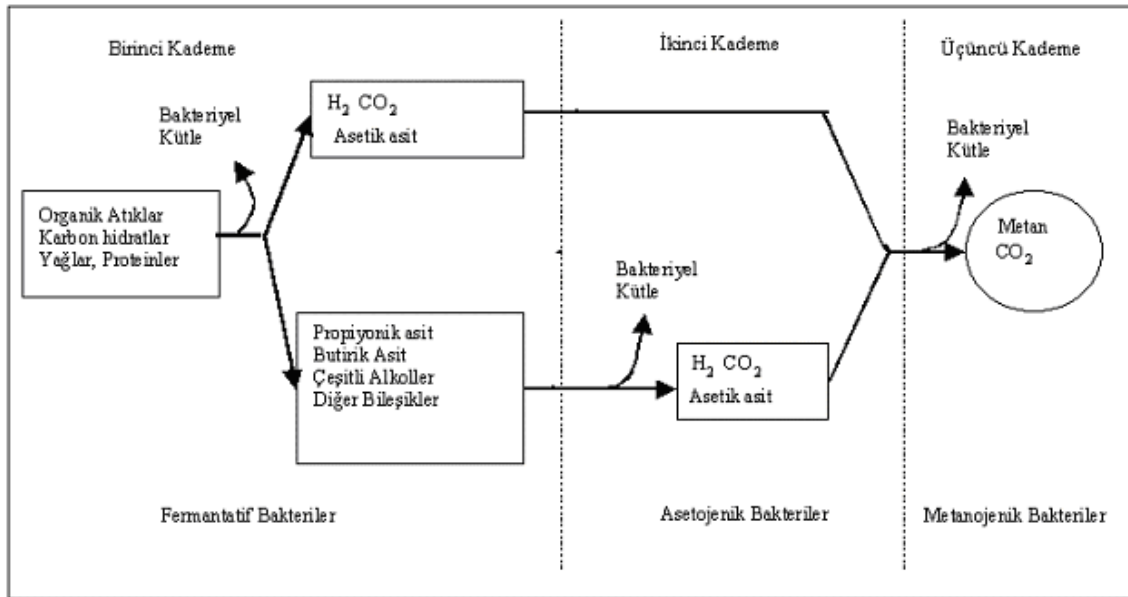 Birinci Kademe
İkinci Kademe
Üçüncü Kademe
Bakteriyel
Kütle
H₂ CO₂
Asetik asit
Bakteriyel
Kütle
Organik Atıklar
Karbon hidratlar
Yağlar, Proteinler
Metan
CO₂
Bakteriyel
Kütle
Propiyonik asit
Butirik Asit
Çeşitli Alkoller
Diğer Bileşikler
H₂ CO₂
Asetik asit
Fermantatif Bakteriler
Asetojenik Bakteriler
Metanojenik Bakteriler